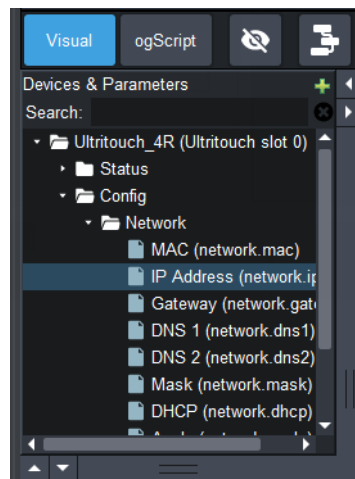 Visual ogScript
Devices & Parameters
Search:
Ultritouch_4R (Ultritouch slot 0)
Status
Config
Network
MAC (network.mac)
IP Address (network.ip
Gateway (network.gat
DNS 1 (network.dns1)
DNS 2 (network.dns2)
Mask (network.mask)
DHCP (network.dhcp)